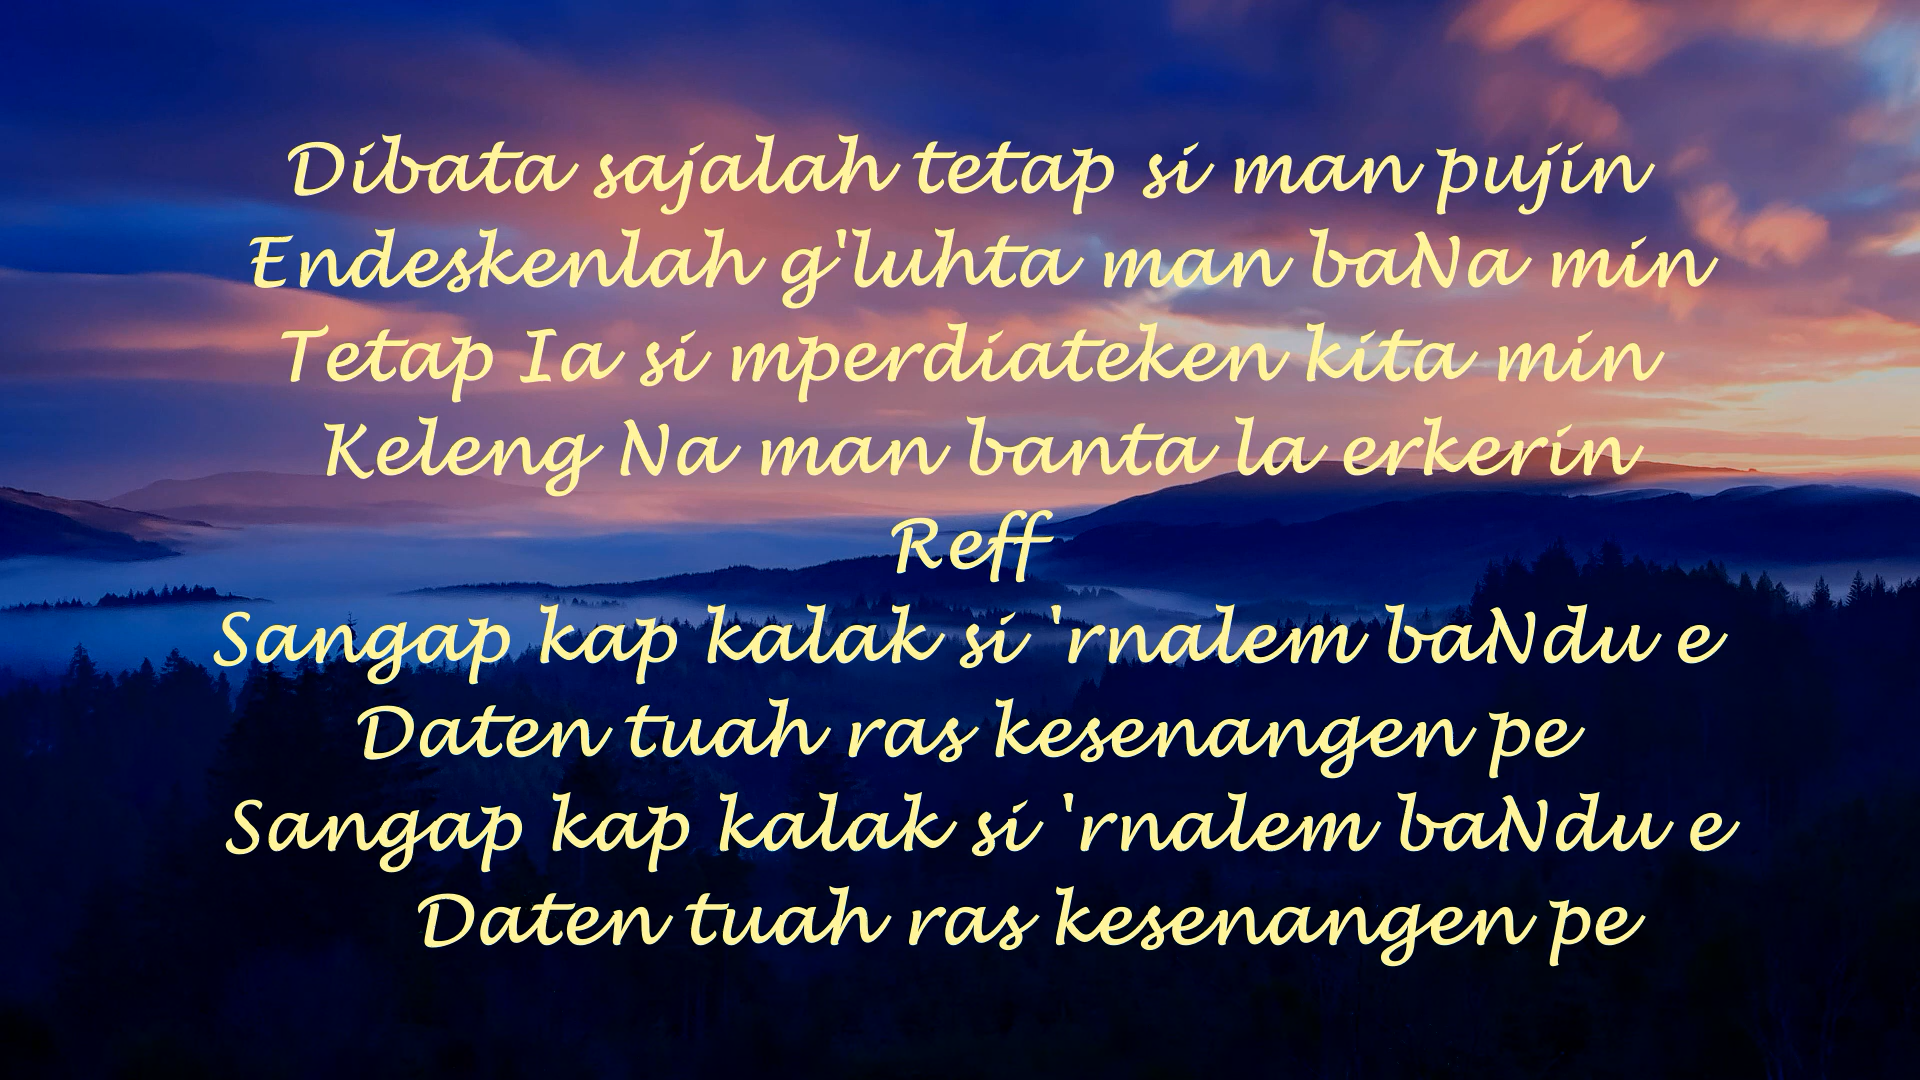 Dibata sajalah tetap si man pujin
Endeskenlah g'luhta man baNa min
Tetap Ia si mperdiateken kita min
Keleng Na man banta la erkerin
Reff
Sangap kap kalak si 'rnalem baNdu e
Daten tuah ras kesenangen pe
Sangap kap kalak si 'rnalem baNdu e
Daten tuah ras kesenangen pe